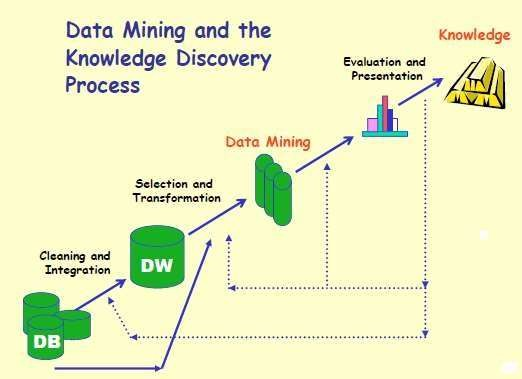 Data Mining and the
Knowledge Discovery
Process
Knowledge
Evaluation and
Presentation
Data Mining
Selection and
Transformation
Cleaning and
Integration
DW
DB